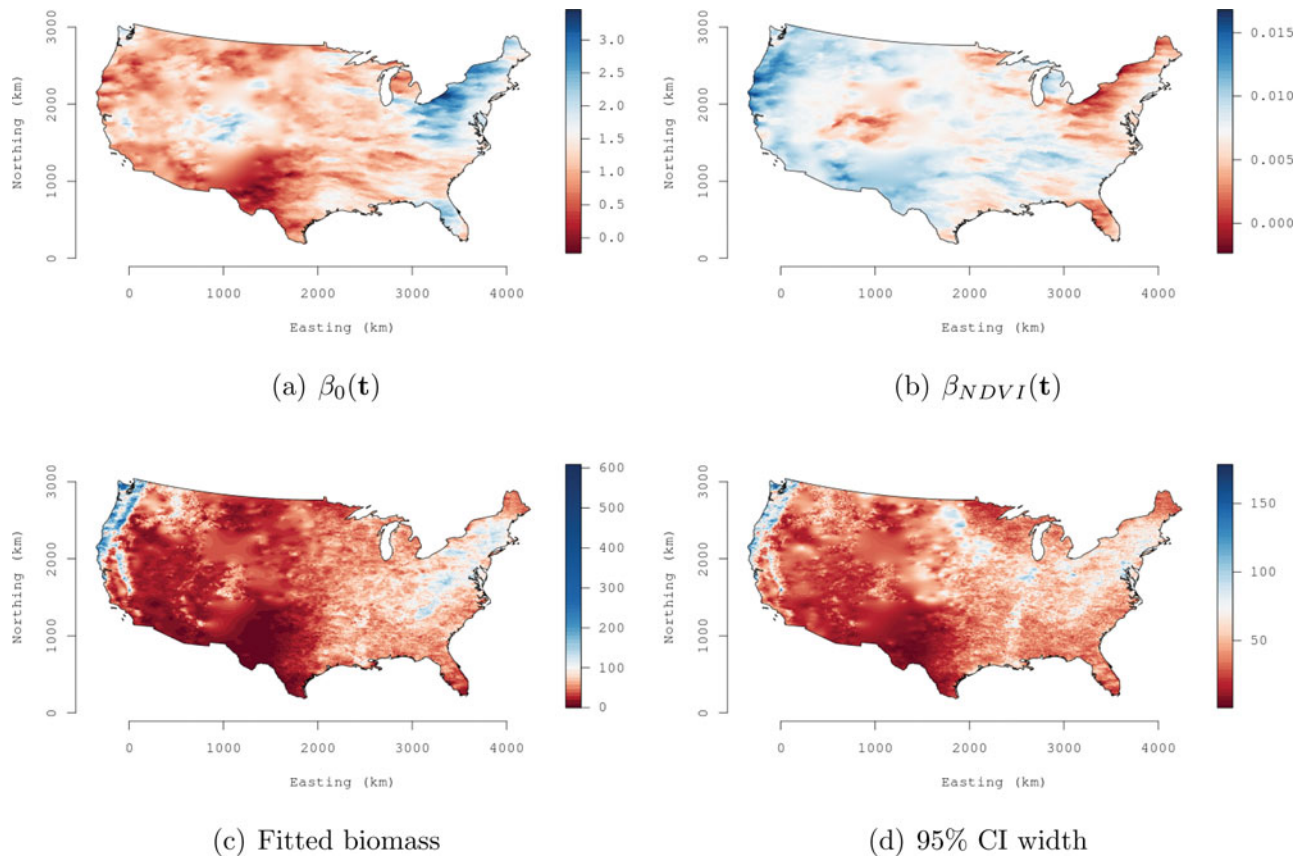 3000
2000
1000
0
Northing (km)
0 1000 2000 3000 4000
Easting (km)
3.0
2.5
2.0
1.5
1.0
0.5
0.0
(a) β₀(t)
3000
2000
1000
0
Northing (km)
0 1000 2000 3000 4000
Easting (km)
0.015
0.010
0.005
0.000
(b) β_NDVI(t)
3000
2000
1000
0
Northing (km)
0 1000 2000 3000 4000
Easting (km)
600
500
400
300
200
100
0
(c) Fitted biomass
3000
2000
1000
0
Northing (km)
0 1000 2000 3000 4000
Easting (km)
150
100
50
(d) 95% CI width